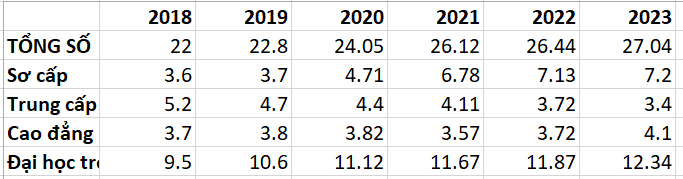 2018 2019 2020 2021 2022 2023
TỔNG SỐ 22 22.8 24.05 26.12 26.44 27.04
Sơ cấp 3.6 3.7 4.71 6.78 7.13 7.2
Trung cấp 5.2 4.7 4.4 4.11 3.72 3.4
Cao đẳng 3.7 3.8 3.82 3.57 3.72 4.1
Đại học 9.5 10.6 11.12 11.67 11.87 12.34